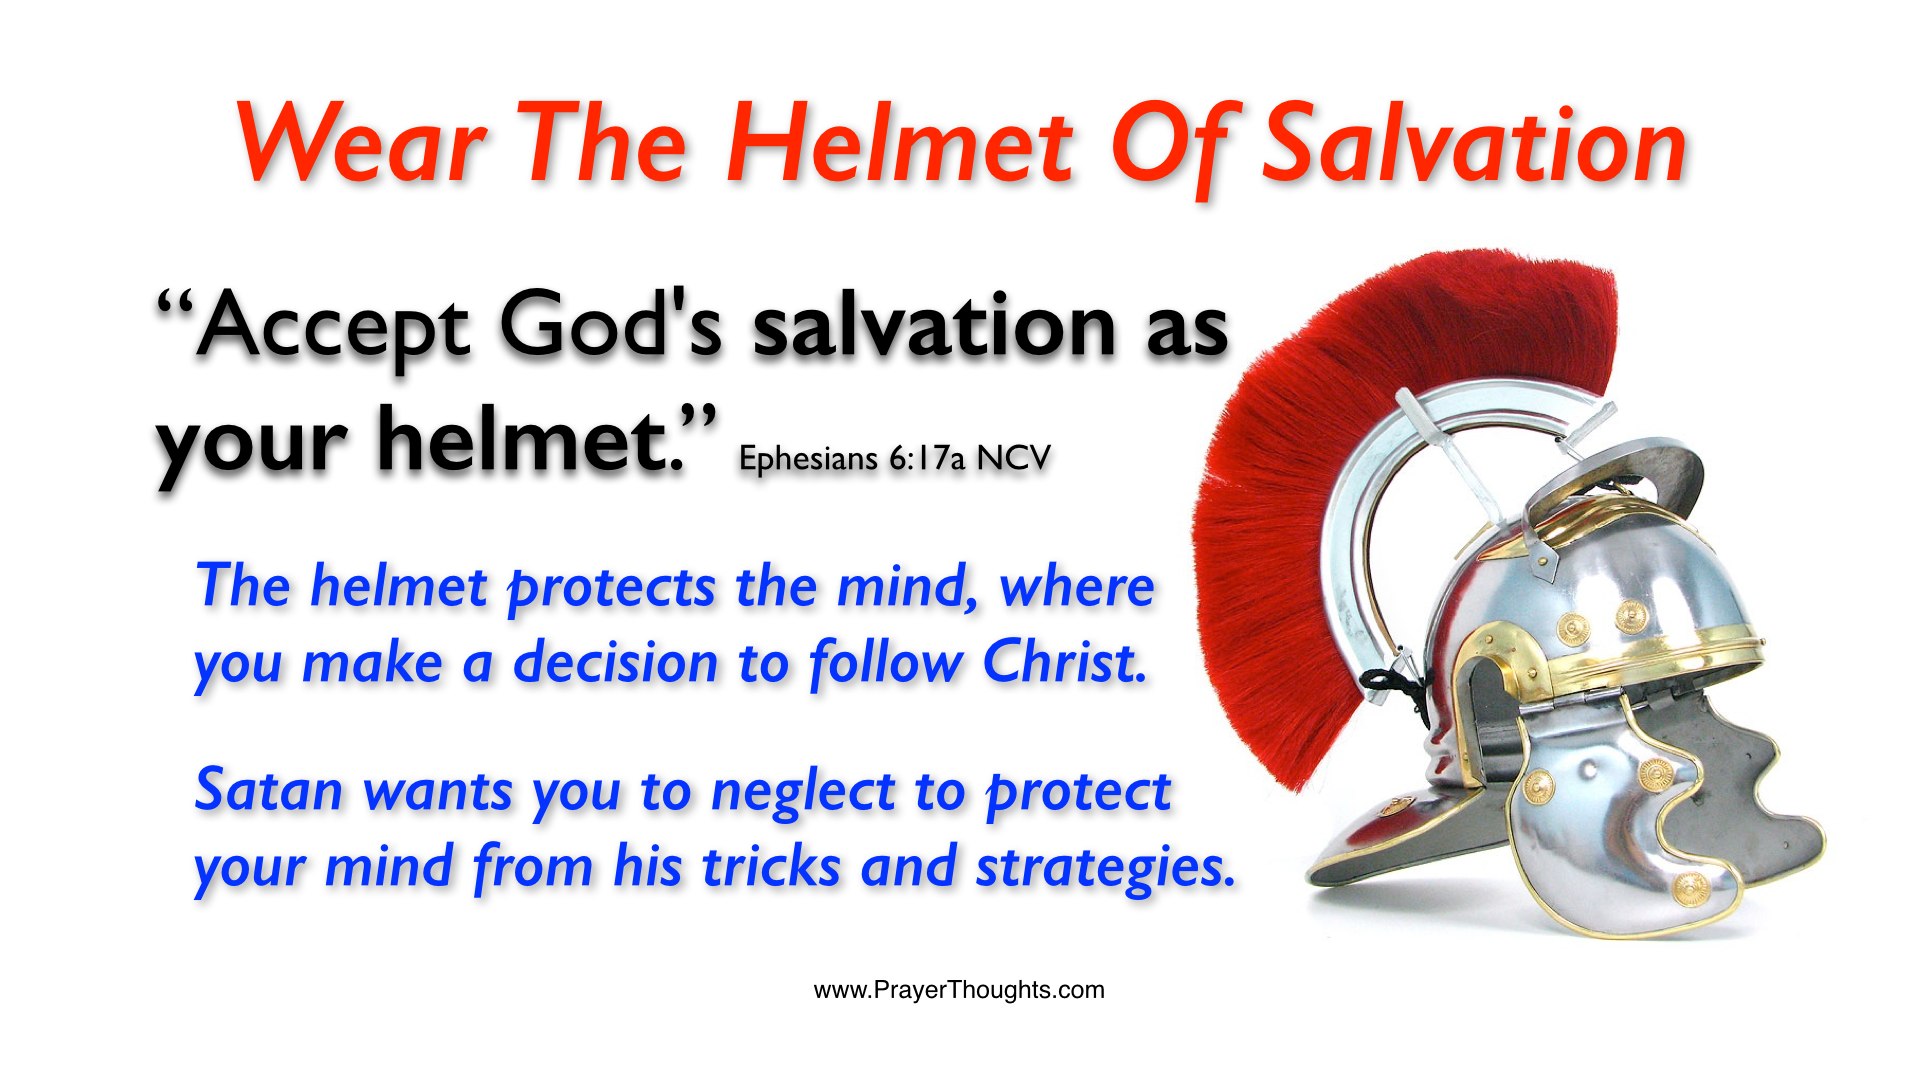 Wear The Helmet Of Salvation
“Accept God's salvation as
your helmet.” Ephesians 6:17a NCV
The helmet protects the mind, where
you make a decision to follow Christ.
Satan wants you to neglect to protect
your mind from his tricks and strategies.
www.PrayerThoughts.com